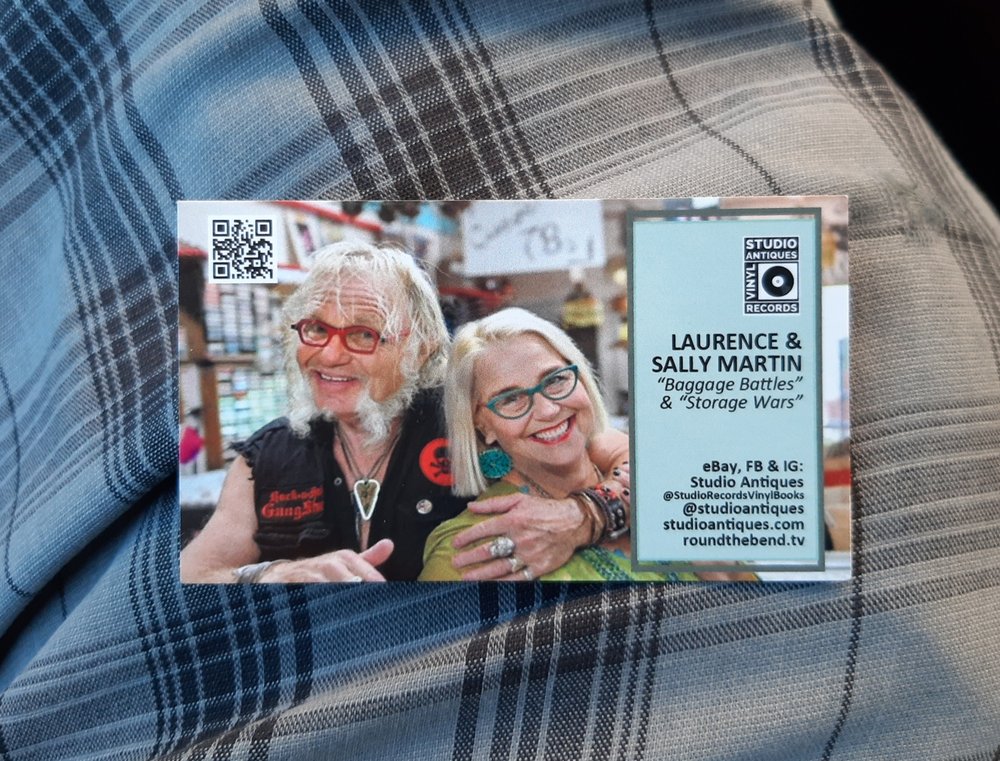 STUDIO
ANTIQUES
VINYL
RECORDS
LAURENCE &
SALLY MARTIN
“Baggage Battles”
& “Storage Wars”
eBay, FB & IG:
Studio Antiques
@StudioRecordsVinylBooks
@studioantiques
studioantiques.com
roundthebend.tv